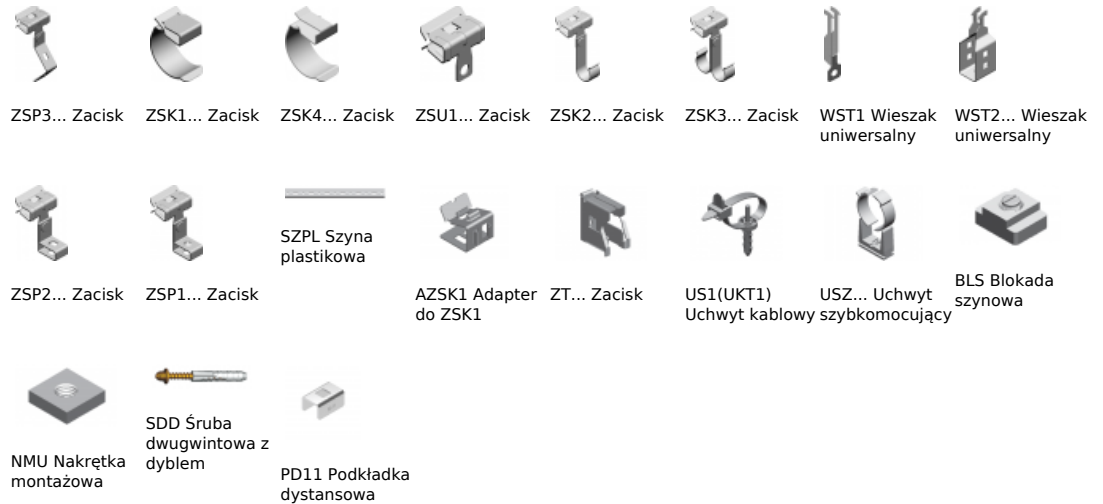 ZSP3... Zacisk
ZSK1... Zacisk
ZSK4... Zacisk
ZSU1... Zacisk
ZSK2... Zacisk
ZSK3... Zacisk
WST1 Wieszak
uniwersalny
WST2... Wieszak
uniwersalny
ZSP2... Zacisk
ZSP1... Zacisk
SZPL Szyna
plastikowa
AZSK1 Adapter
do ZSK1
ZT... Zacisk
US1(UKT1)
Uchwyt kablowy
USZ... Uchwyt
szybkomocujący
BLS Blokada
szynowa
NMU Nakrętka
montażowa
SDD Śruba
dwugwintowa z
dyblem
PD11 Podkładka
dystansowa